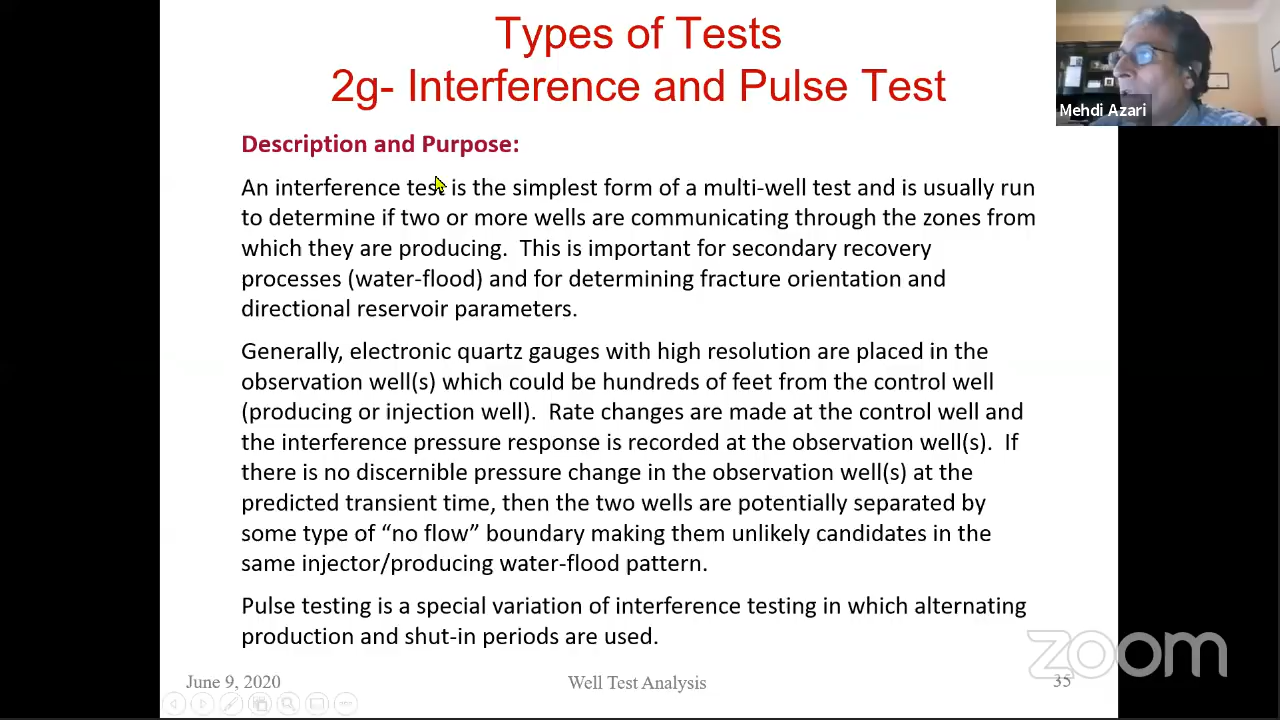 Types of Tests
2g- Interference and Pulse Test
Mehdi Azari
Description and Purpose:
An interference test is the simplest form of a multi-well test and is usually run
to determine if two or more wells are communicating through the zones from
which they are producing.  This is important for secondary recovery
processes (water-flood) and for determining fracture orientation and
directional reservoir parameters.
Generally, electronic quartz gauges with high resolution are placed in the
observation well(s) which could be hundreds of feet from the control well
(producing or injection well).  Rate changes are made at the control well and
the interference pressure response is recorded at the observation well(s).  If
there is no discernible pressure change in the observation well(s) at the
predicted transient time, then the two wells are potentially separated by
some type of “no flow” boundary making them unlikely candidates in the
same injector/producing water-flood pattern.
Pulse testing is a special variation of interference testing in which alternating
production and shut-in periods are used.
zoom
June 9, 2020
Well Test Analysis
35